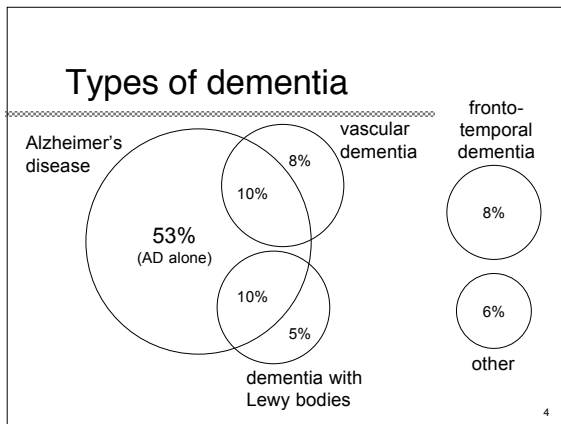 Types of dementia
Alzheimer's
disease
53%
(AD alone)
vascular
dementia
8%
10%
10%
5%
dementia with
Lewy bodies
fronto-
temporal
dementia
8%
6%
other
4